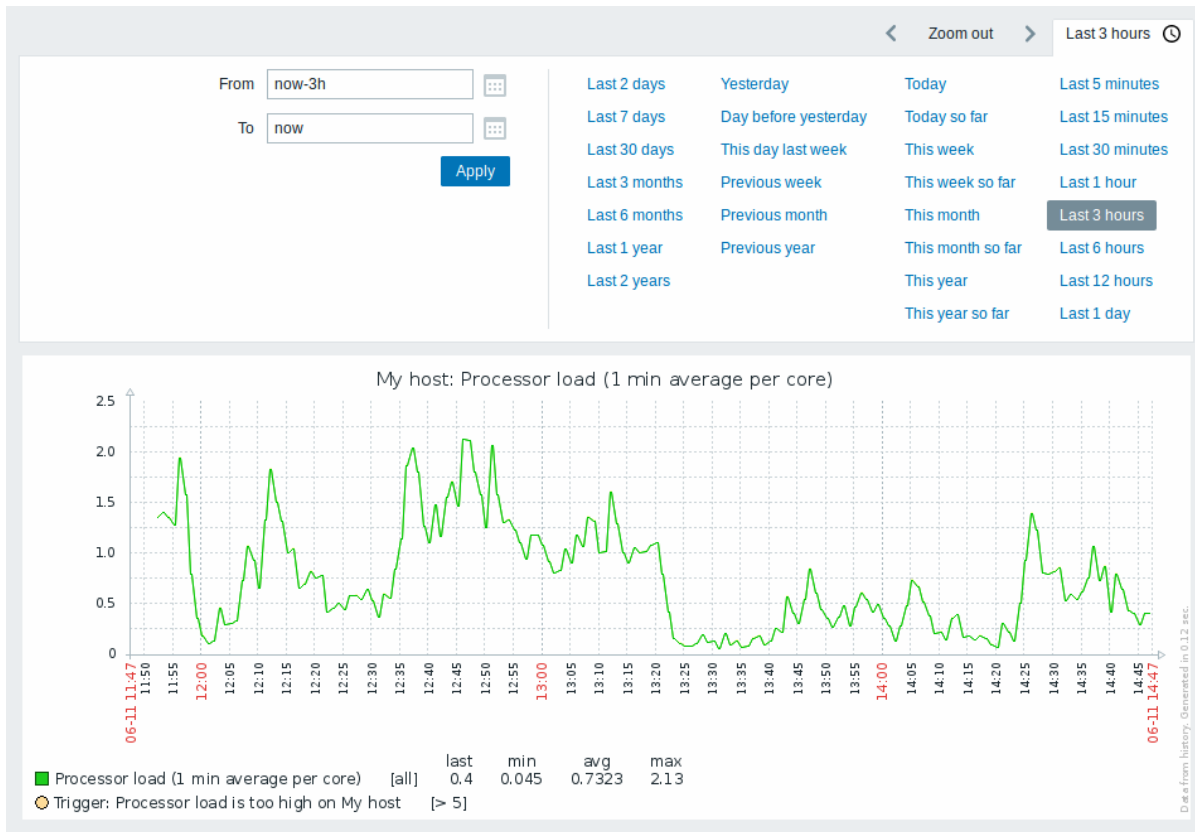 Zoom out
Last 3 hours
From now-3h
To now
Apply
Last 2 days Yesterday Today Last 5 minutes
Last 7 days Day before yesterday Today so far Last 15 minutes
Last 30 days This day last week This week Last 30 minutes
Last 3 months Previous week This week so far Last 1 hour
Last 6 months Previous month This month Last 3 hours
Last 1 year Previous year This month so far Last 6 hours
Last 2 years This year Last 12 hours
This year so far Last 1 day
My host: Processor load (1 min average per core)
2.5
2.0
1.5
1.0
0.5
0
06-11 11:47 11:50 11:55 12:00 12:05 12:10 12:15 12:20 12:25 12:30 12:35 12:40 12:45 12:50 12:55 13:00 13:05 13:10 13:15 13:20 13:25 13:30 13:35 13:40 13:45 13:50 13:55 14:00 14:05 14:10 14:15 14:20 14:25 14:30 14:35 14:40 14:45 06-11 14:47
last min avg max
Processor load (1 min average per core) [all] 0.4 0.045 0.7323 2.13
Trigger: Processor load is too high on My host [> 5]
Data from history. Generated in 0.12 sec.